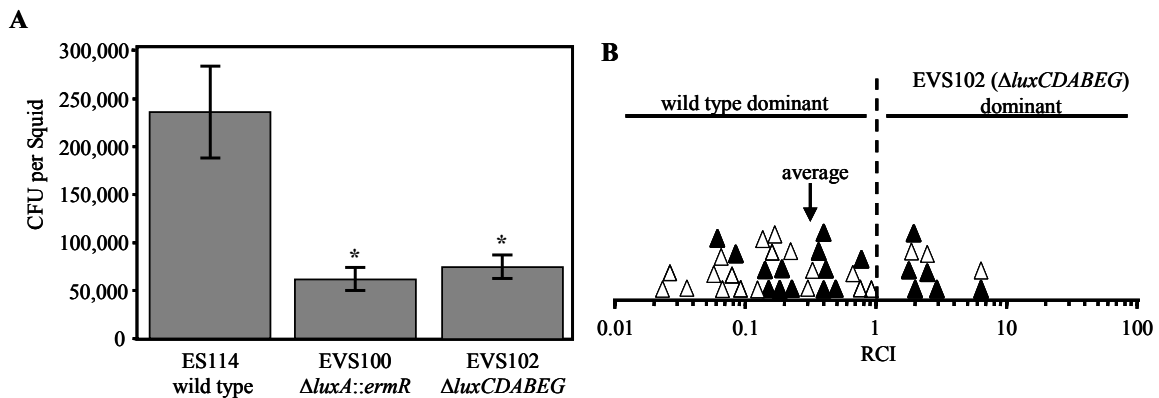 A
300,000
250,000
200,000
150,000
100,000
50,000
0
CFU per Squid
*
*
ES114
wild type
EVS100
ΔluxA::ermR
EVS102
ΔluxCDABEG
B
wild type dominant
EVS102 (ΔluxCDABEG)
dominant
average
0.01
0.1
1
10
100
RCI